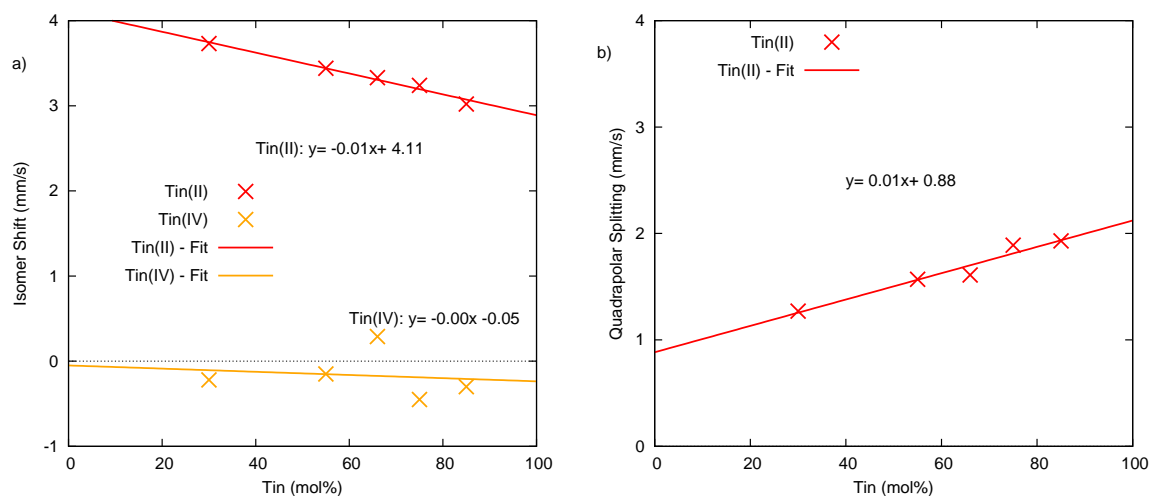 a)
4
3
2
1
0
-1
0 20 40 60 80 100
Isomer Shift (mm/s)
Tin (mol%)
Tin(II): y= -0.01x+ 4.11
Tin(II)
Tin(IV)
Tin(II) - Fit
Tin(IV) - Fit
Tin(IV): y= -0.00x -0.05
b)
4
3
2
1
0
0 20 40 60 80 100
Quadrapolar Splitting (mm/s)
Tin (mol%)
Tin(II)
Tin(II) - Fit
y= 0.01x+ 0.88